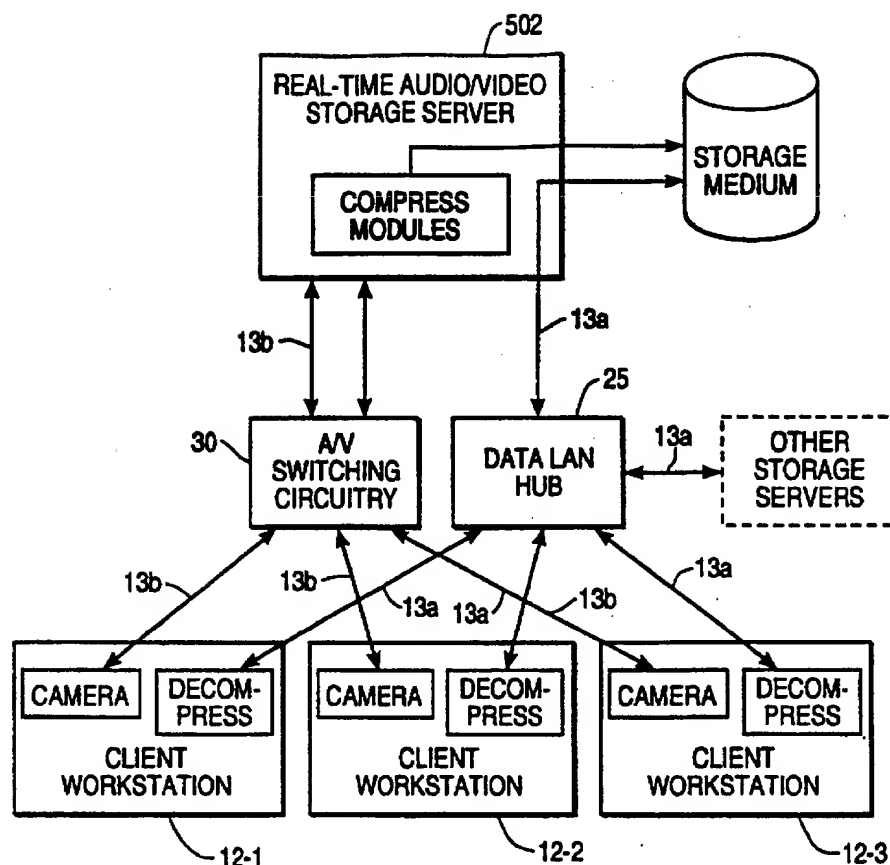 502
REAL-TIME AUDIO/VIDEO
STORAGE SERVER
COMPRESS
MODULES
STORAGE
MEDIUM
13b
13a
25
30
A/V
SWITCHING
CIRCUITRY
DATA LAN
HUB
13a
OTHER
STORAGE
SERVERS
13b
13b
13a
13a
13b
13a
CAMERA
DECOM-
PRESS
CLIENT
WORKSTATION
CAMERA
DECOM-
PRESS
CLIENT
WORKSTATION
CAMERA
DECOM-
PRESS
CLIENT
WORKSTATION
12-1
12-2
12-3